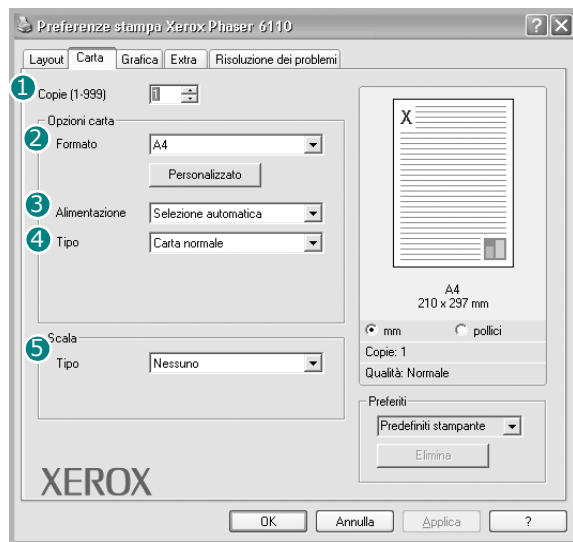 Preferenze stampa Xerox Phaser 6110
Layout Carta Grafica Extra Risoluzione dei problemi
1 Copie (1-999) 1
Opzioni carta
2 Formato A4
Personalizzato
3 Alimentazione Selezione automatica
4 Tipo Carta normale
Scala
5 Tipo Nessuno
X
A4
210 x 297 mm
mm pollici
Copie: 1
Qualità: Normale
Preferiti
Predefiniti stampante
Elimina
XEROX
OK Annulla Applica ?